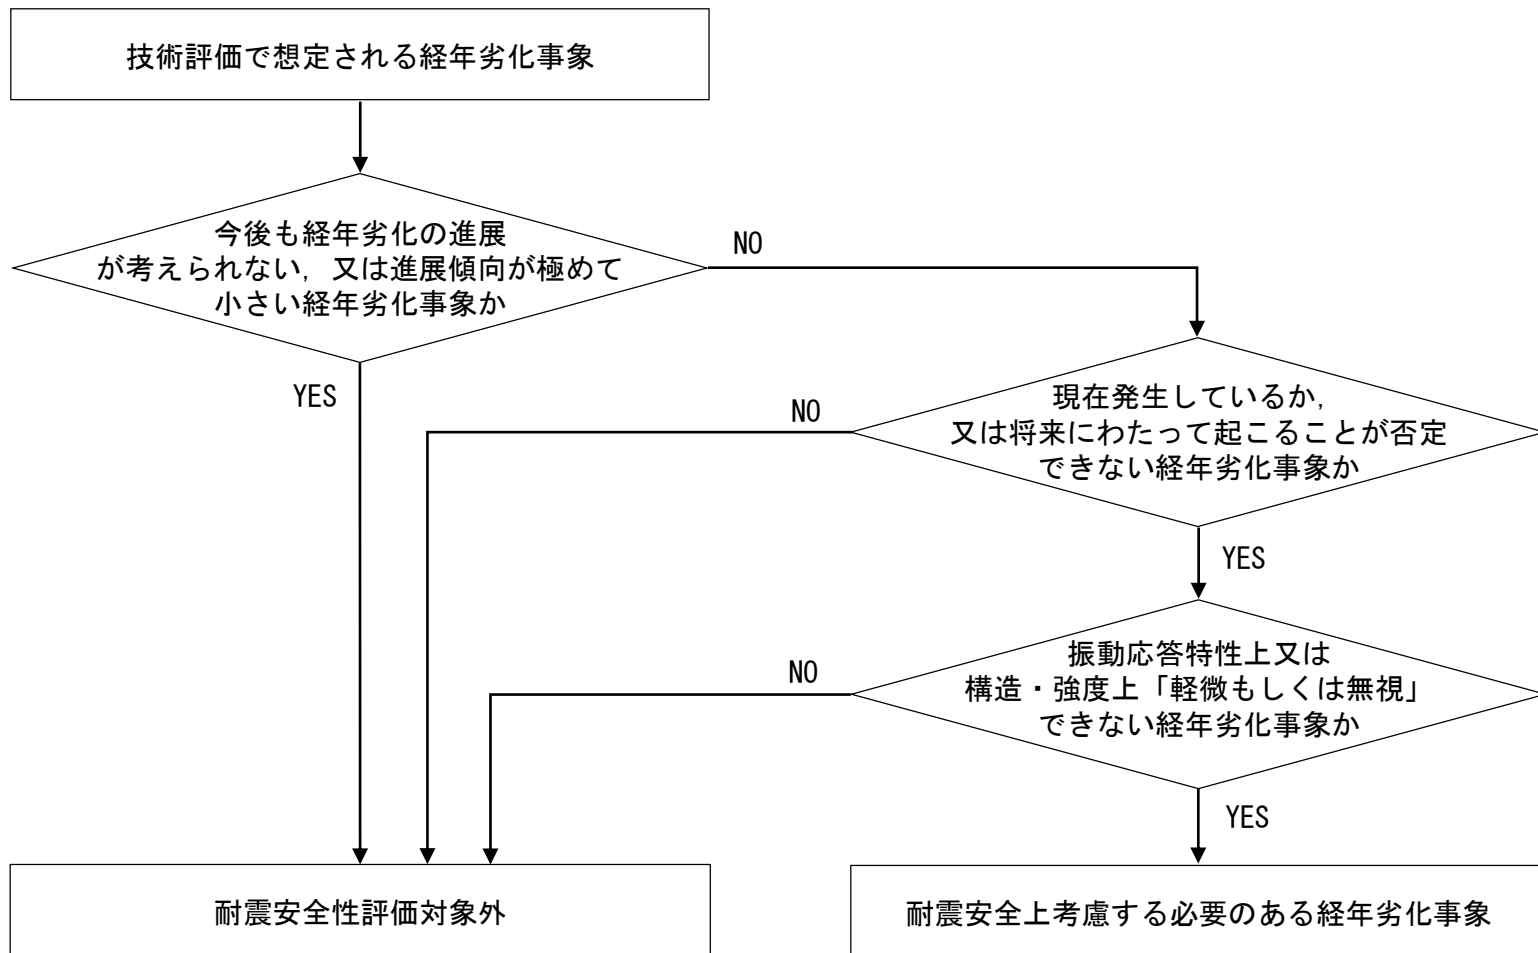 技術評価で想定される経年劣化事象
今後も経年劣化の進展
が考えられない，又は進展傾向が極めて
小さい経年劣化事象か
NO
YES
現在発生しているか，
又は将来にわたって起こることが否定
できない経年劣化事象か
NO
YES
振動応答特性上又は
構造・強度上「軽微もしくは無視」
できない経年劣化事象か
NO
YES
耐震安全性評価対象外
耐震安全上考慮する必要のある経年劣化事象